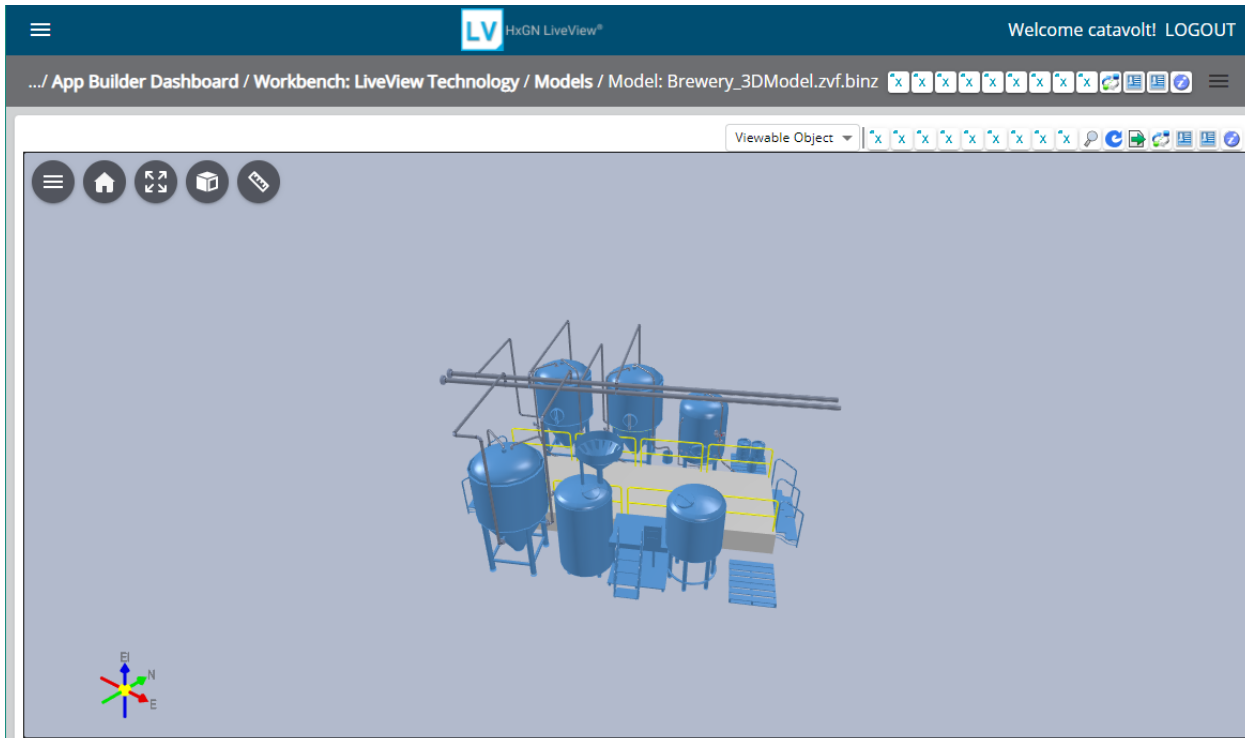 LV HxGN LiveView®
Welcome catavolt! LOGOUT
.../ App Builder Dashboard / Workbench: LiveView Technology / Models / Model: Brewery_3DModel.zvf.binz
Viewable Object
El
N
E